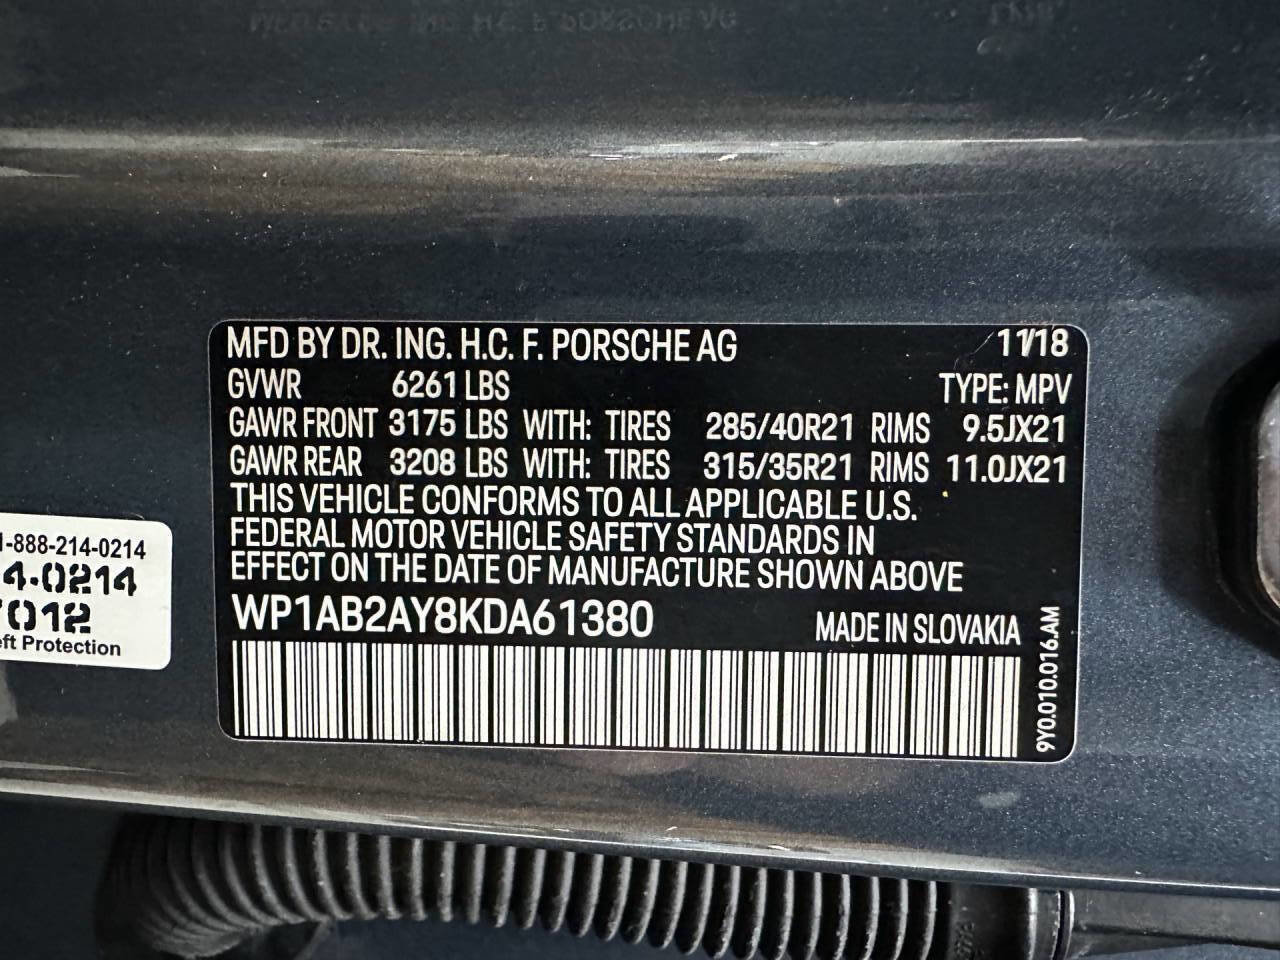 MFD BY DR. ING. H.C. F. PORSCHE AG 11/18
GVWR 6261 LBS TYPE: MPV
GAWR FRONT 3175 LBS WITH: TIRES 285/40R21 RIMS 9.5JX21
GAWR REAR 3208 LBS WITH: TIRES 315/35R21 RIMS 11.0JX21
THIS VEHICLE CONFORMS TO ALL APPLICABLE U.S.
FEDERAL MOTOR VEHICLE SAFETY STANDARDS IN
EFFECT ON THE DATE OF MANUFACTURE SHOWN ABOVE
WP1AB2AY8KDA61380 MADE IN SLOVAKIA
9Y0.010.016.AM
1-888-214-0214
4-0214
7012
eft Protection